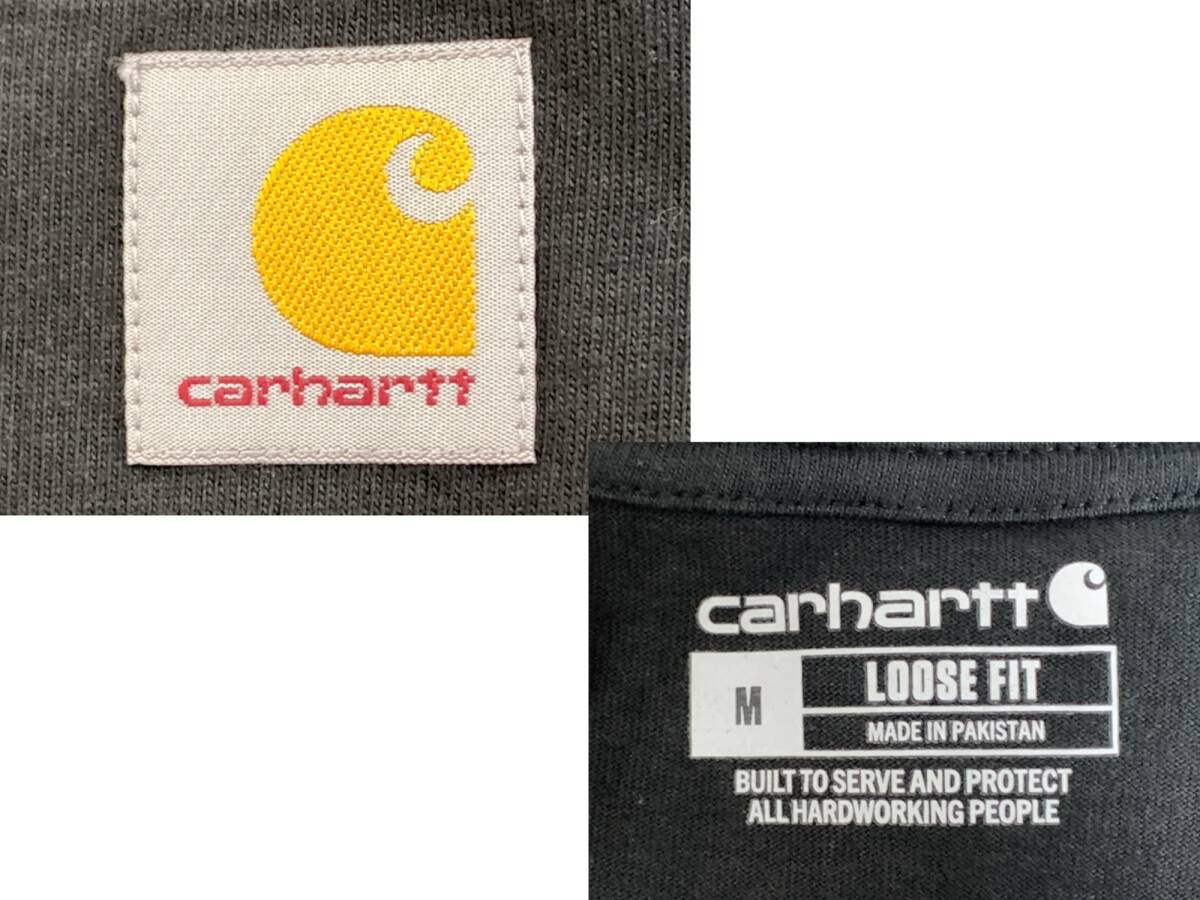 carhartt
carhartt
M
LOOSE FIT
MADE IN PAKISTAN
BUILT TO SERVE AND PROTECT
ALL HARDWORKING PEOPLE